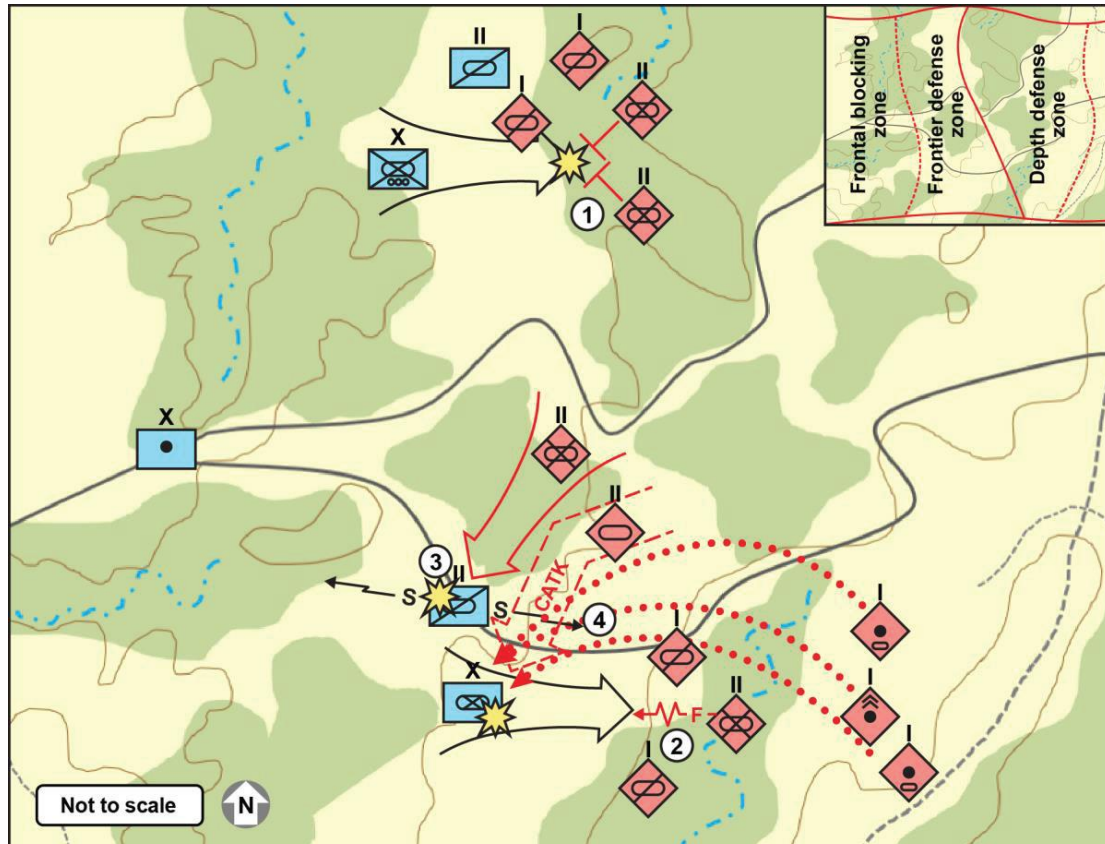 II
I
I
II
X
II
1
Frontal blocking
zone
Frontier defense
zone
Depth defense
zone
X
II
II
3
II
S
S
CATK
4
I
I
X
I
II
I
F
2
I
I
Not to scale
N